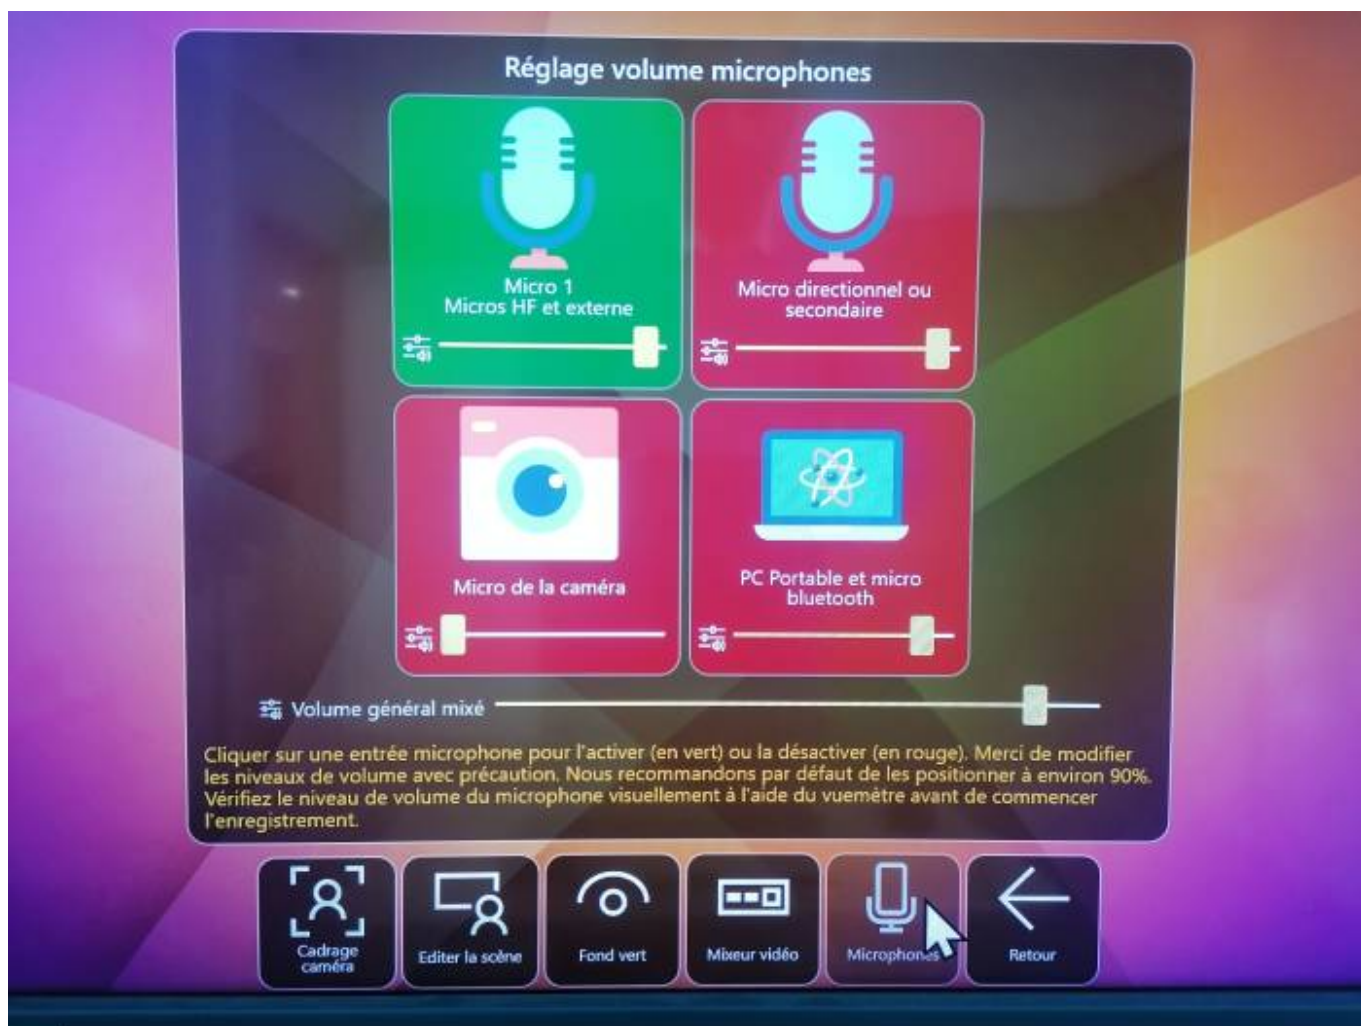 Réglage volume microphones
Micro 1
Micros HF et externe
Micro directionnel ou
secondaire
Micro de la caméra
PC Portable et micro
bluetooth
Volume général mixé
Cliquer sur une entrée microphone pour l'activer (en vert) ou la désactiver (en rouge). Merci de modifier
les niveaux de volume avec précaution. Nous recommandons par défaut de les positionner à environ 90%.
Vérifiez le niveau de volume du microphone visuellement à l'aide du vuemètre avant de commencer
l'enregistrement.
Cadrage
caméra
Editer la scène
Fond vert
Mixeur vidéo
Microphones
Retour